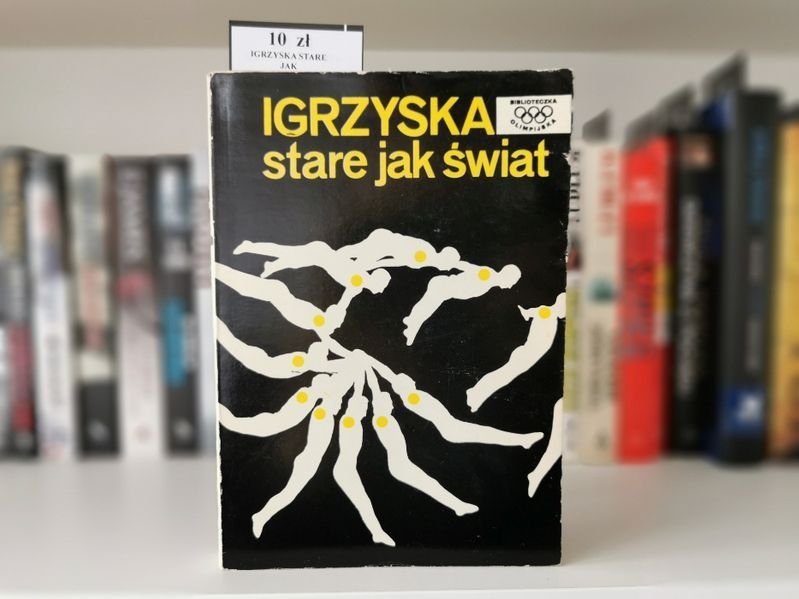 10 zł
IGRZYSKA STARE
JAK
IGRZYSKA
BIBLIOTECZKA
OLIMPIJSKA
stare jak świat